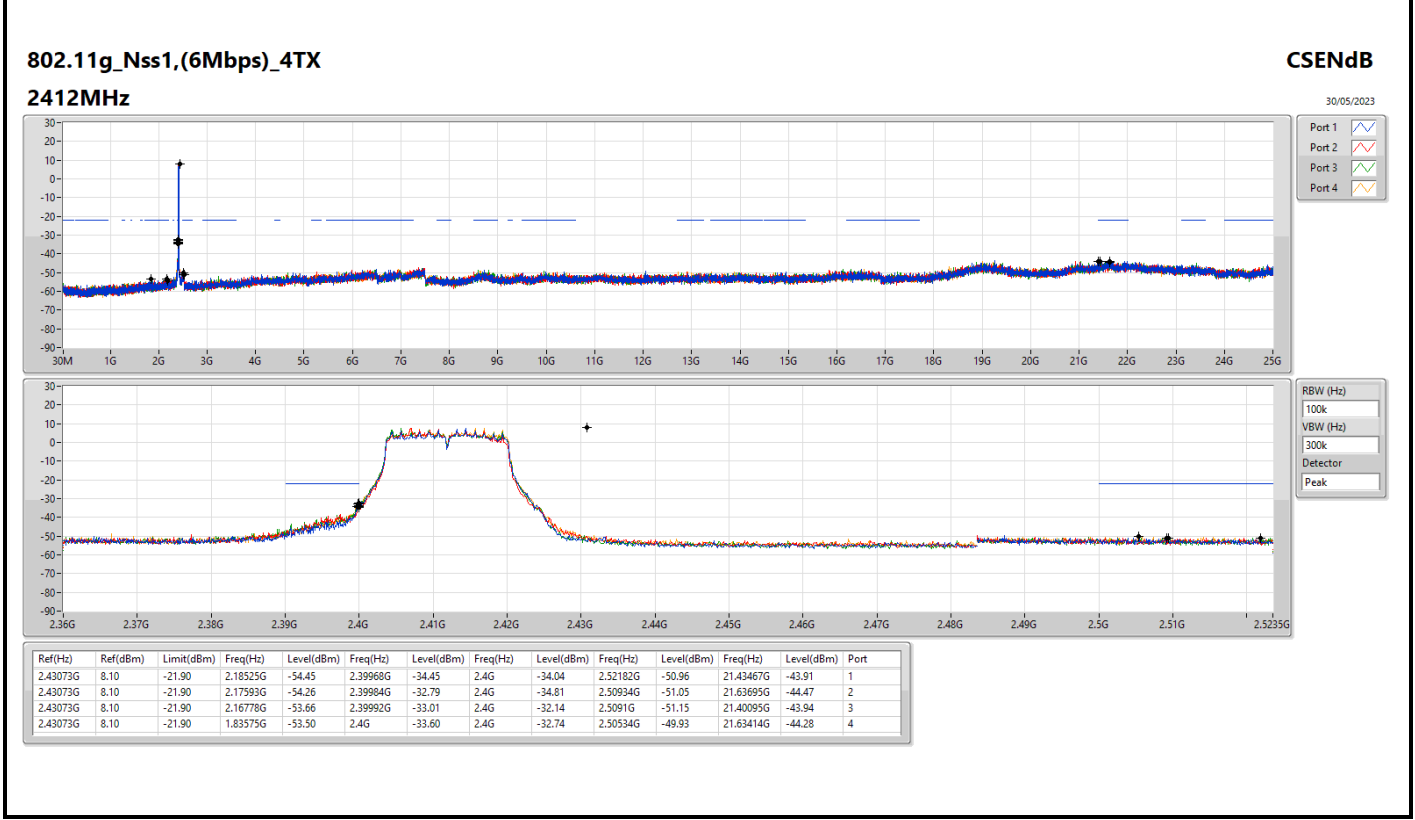 802.11g_Nss1,(6Mbps)_4TX
CSENdB
2412MHz
30/05/2023
30
20
10
0
-10
-20
-30
-40
-50
-60
-70
-80
-90
30M 1G 2G 3G 4G 5G 6G 7G 8G 9G 10G 11G 12G 13G 14G 15G 16G 17G 18G 19G 20G 21G 22G 23G 24G 25G
Port 1
Port 2
Port 3
Port 4
30
20
10
0
-10
-20
-30
-40
-50
-60
-70
-80
-90
2.36G 2.37G 2.38G 2.39G 2.4G 2.41G 2.42G 2.43G 2.44G 2.45G 2.46G 2.47G 2.48G 2.49G 2.5G 2.51G 2.5235G
RBW (Hz)
100k
VBW (Hz)
300k
Detector
Peak
Ref(Hz) Ref(dBm) Limit(dBm) Freq(Hz) Level(dBm) Freq(Hz) Level(dBm) Freq(Hz) Level(dBm) Freq(Hz) Level(dBm) Freq(Hz) Level(dBm) Port
2.43073G 8.10 -21.90 2.18525G -54.45 2.39968G -34.45 2.4G -34.04 2.52182G -50.96 21.43467G -43.91 1
2.43073G 8.10 -21.90 2.17593G -54.26 2.39984G -32.79 2.4G -34.81 2.50934G -51.05 21.63695G -44.47 2
2.43073G 8.10 -21.90 2.16778G -53.66 2.39992G -33.01 2.4G -32.14 2.5091G -51.15 21.40095G -43.94 3
2.43073G 8.10 -21.90 1.83575G -53.50 2.4G -33.60 2.4G -32.74 2.50534G -49.93 21.63414G -44.28 4